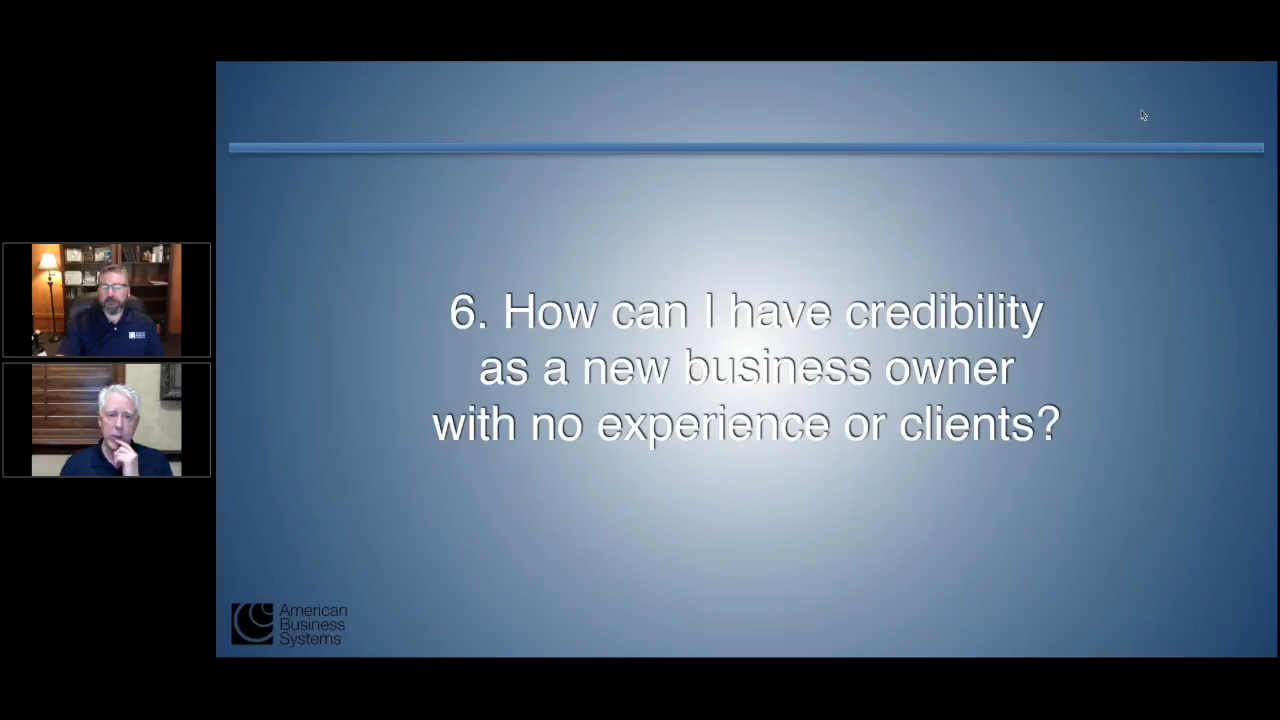 6. How can I have credibility
as a new business owner
with no experience or clients?
American
Business
Systems